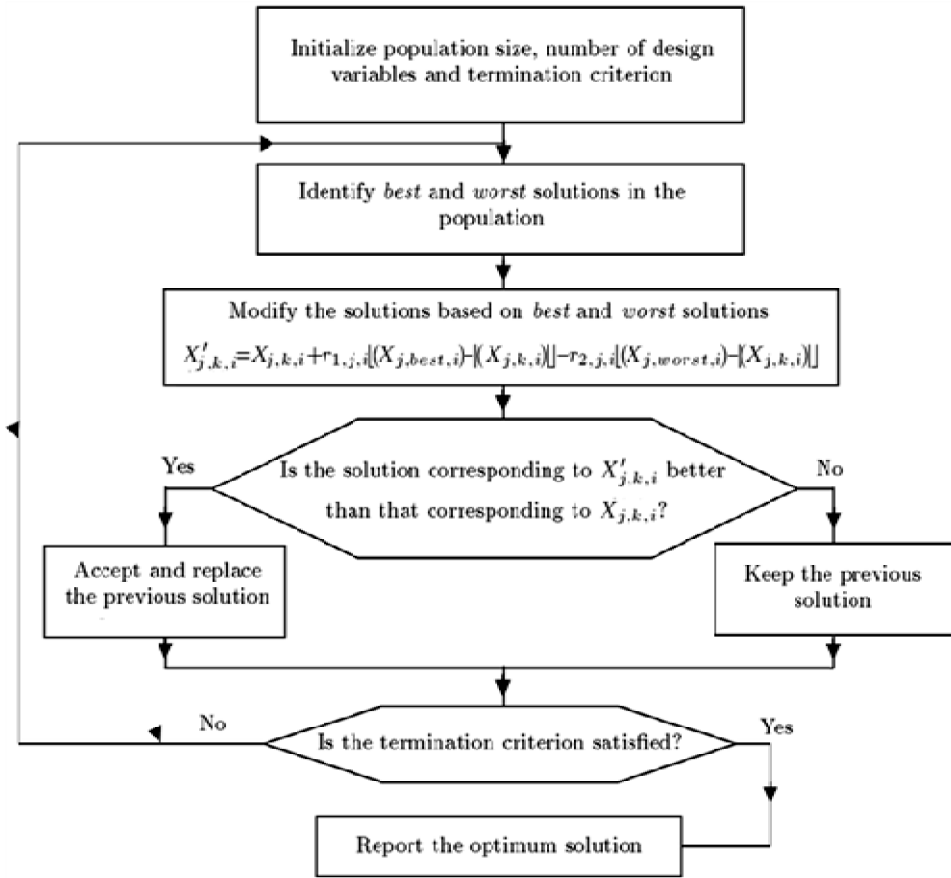 Initialize population size, number of design
variables and termination criterion
Identify best and worst solutions in the
population
Modify the solutions based on best and worst solutions
X'j,k,i=Xj,k,i+r1,j,i⌊(Xj,best,i)-|(Xj,k,i)|⌋-r2,j,i⌊(Xj,worst,i)-|(Xj,k,i)|⌋
Yes
Is the solution corresponding to X'j,k,i better
No
than that corresponding to Xj,k,i?
Accept and replace
the previous solution
Keep the previous
solution
No
Is the termination criterion satisfied?
Yes
Report the optimum solution